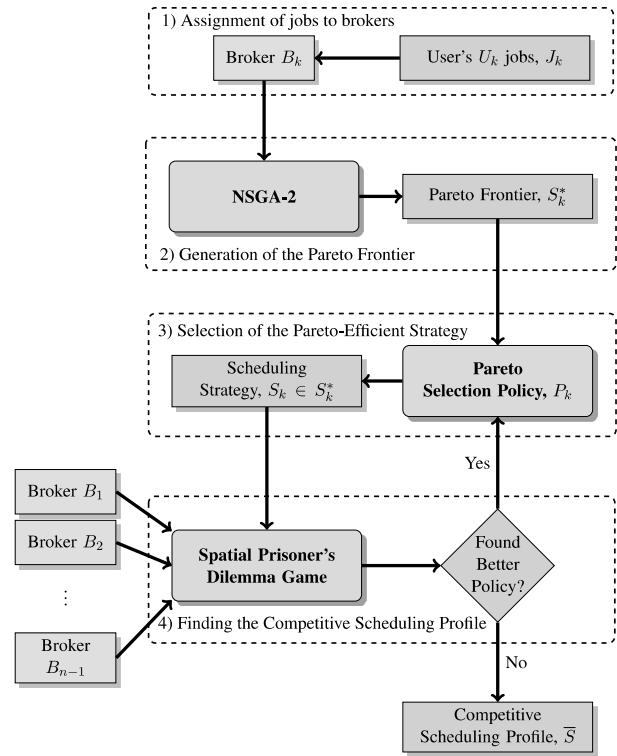 1) Assignment of jobs to brokers
Broker B_k
User's U_k jobs, J_k
NSGA-2
Pareto Frontier, S_k^*
2) Generation of the Pareto Frontier
3) Selection of the Pareto-Efficient Strategy
Scheduling
Strategy, S_k ∈ S_k^*
Pareto
Selection Policy, P_k
Yes
Broker B_1
Broker B_2
⋮
Broker
B_{n−1}
Spatial Prisoner's
Dilemma Game
Found
Better
Policy?
4) Finding the Competitive Scheduling Profile
No
Competitive
Scheduling Profile, S̅